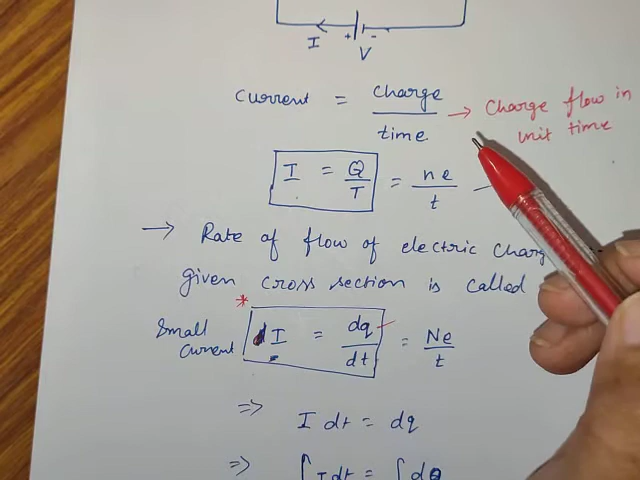 I + -
V
Current = Charge / time → Charge flow in unit time
I = Q / T = ne / t
→ Rate of flow of electric Charg
given cross section is called
* Small current dI = dq / dt = Ne / t
=> I dt = dq
=> ∫ I dt = ∫ dQ